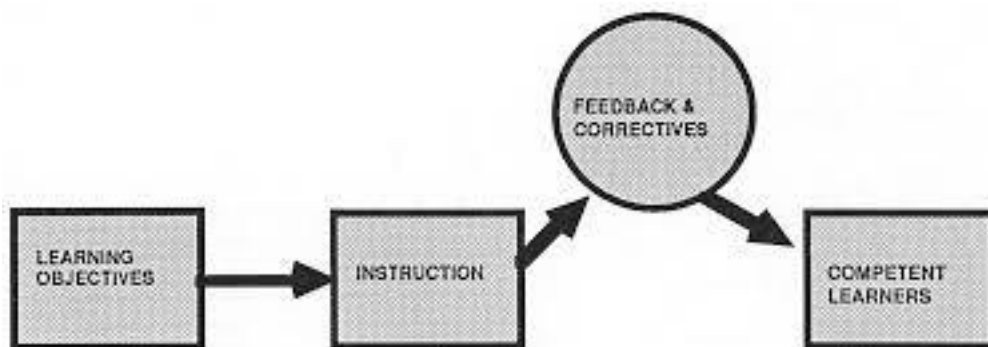 LEARNING
OBJECTIVES
INSTRUCTION
FEEDBACK &
CORRECTIVES
COMPETENT
LEARNERS